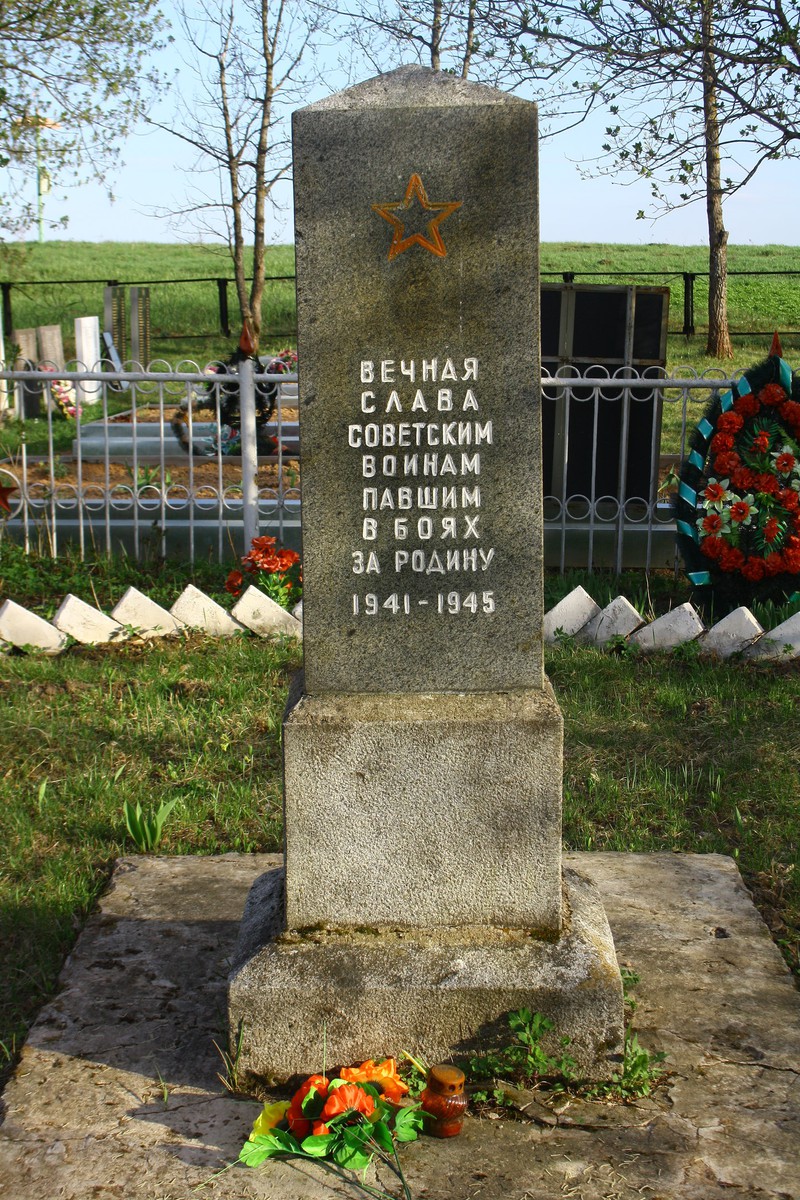 ВЕЧНАЯ
СЛАВА
СОВЕТСКИМ
ВОИНАМ
ПАВШИМ
В БОЯХ
ЗА РОДИНУ
1941 - 1945